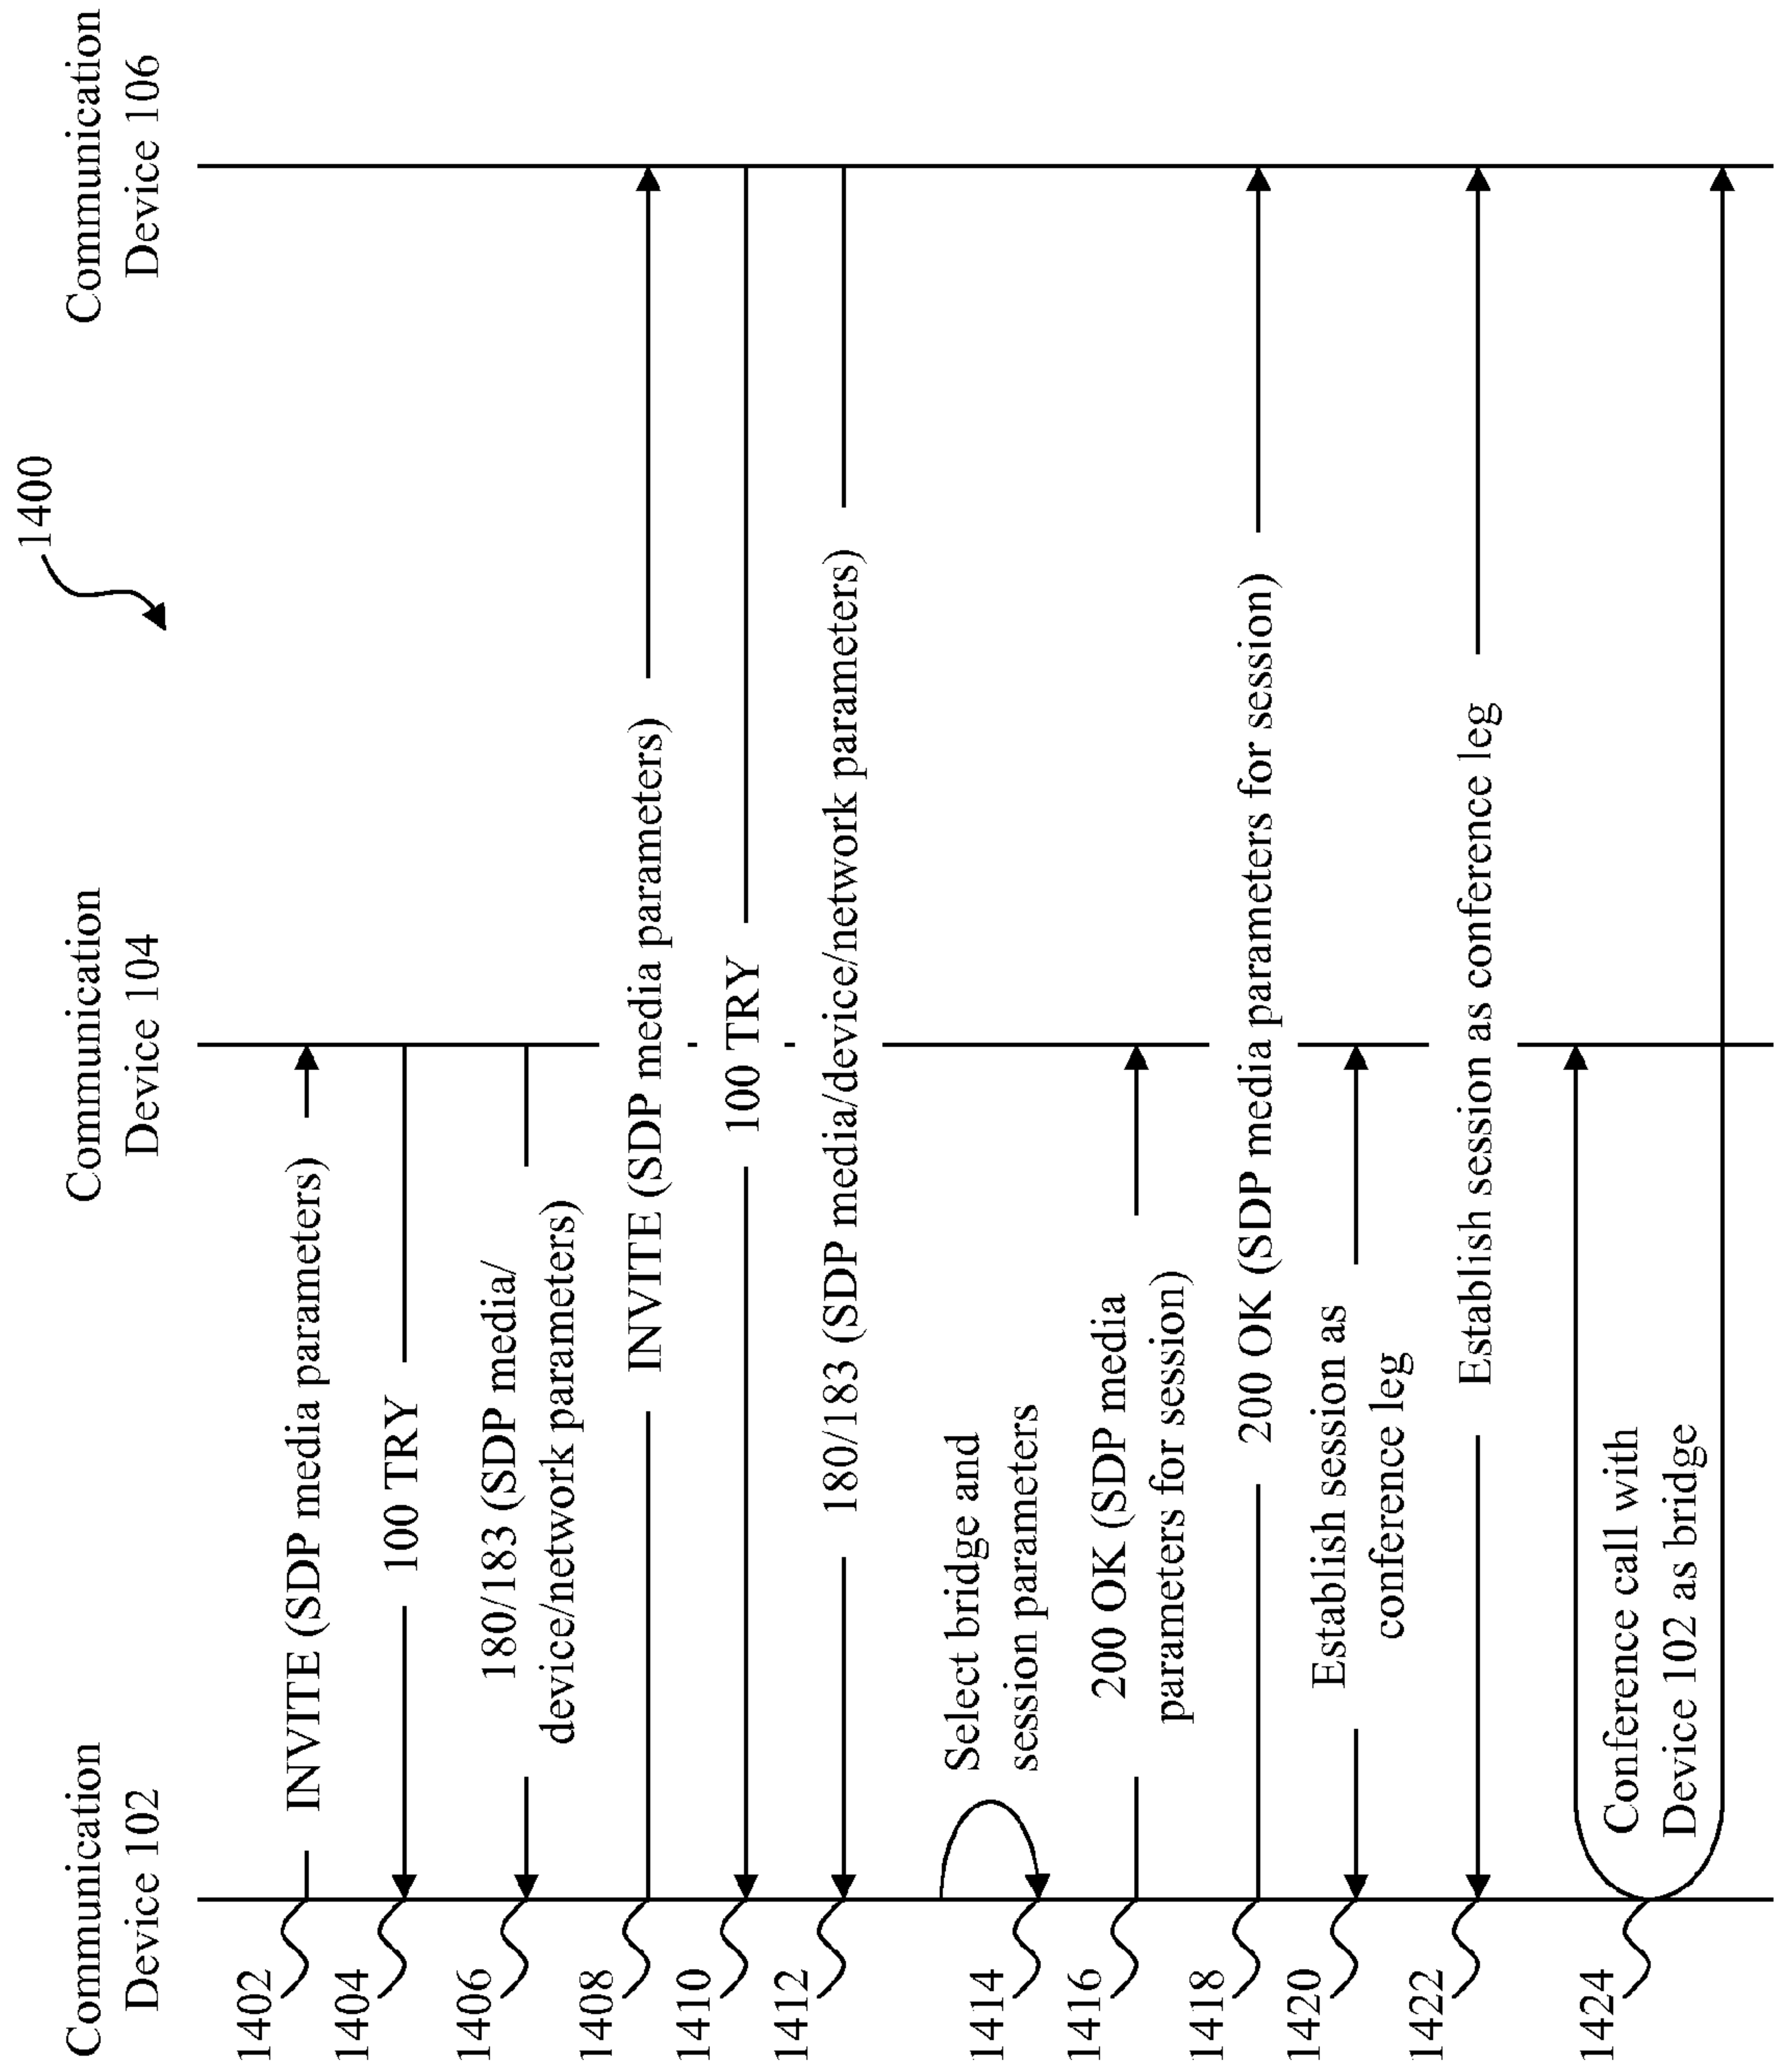 1400
Communication
Device 102
Communication
Device 104
Communication
Device 106
1402
INVITE (SDP media parameters)
1404
100 TRY
1406
180/183 (SDP media/
device/network parameters)
1408
INVITE (SDP media parameters)
1410
100 TRY
1412
180/183 (SDP media/device/network parameters)
1414
Select bridge and
session parameters
1416
200 OK (SDP media
parameters for session)
1418
200 OK (SDP media parameters for session)
1420
Establish session as
conference leg
1422
Establish session as conference leg
1424
Conference call with
Device 102 as bridge